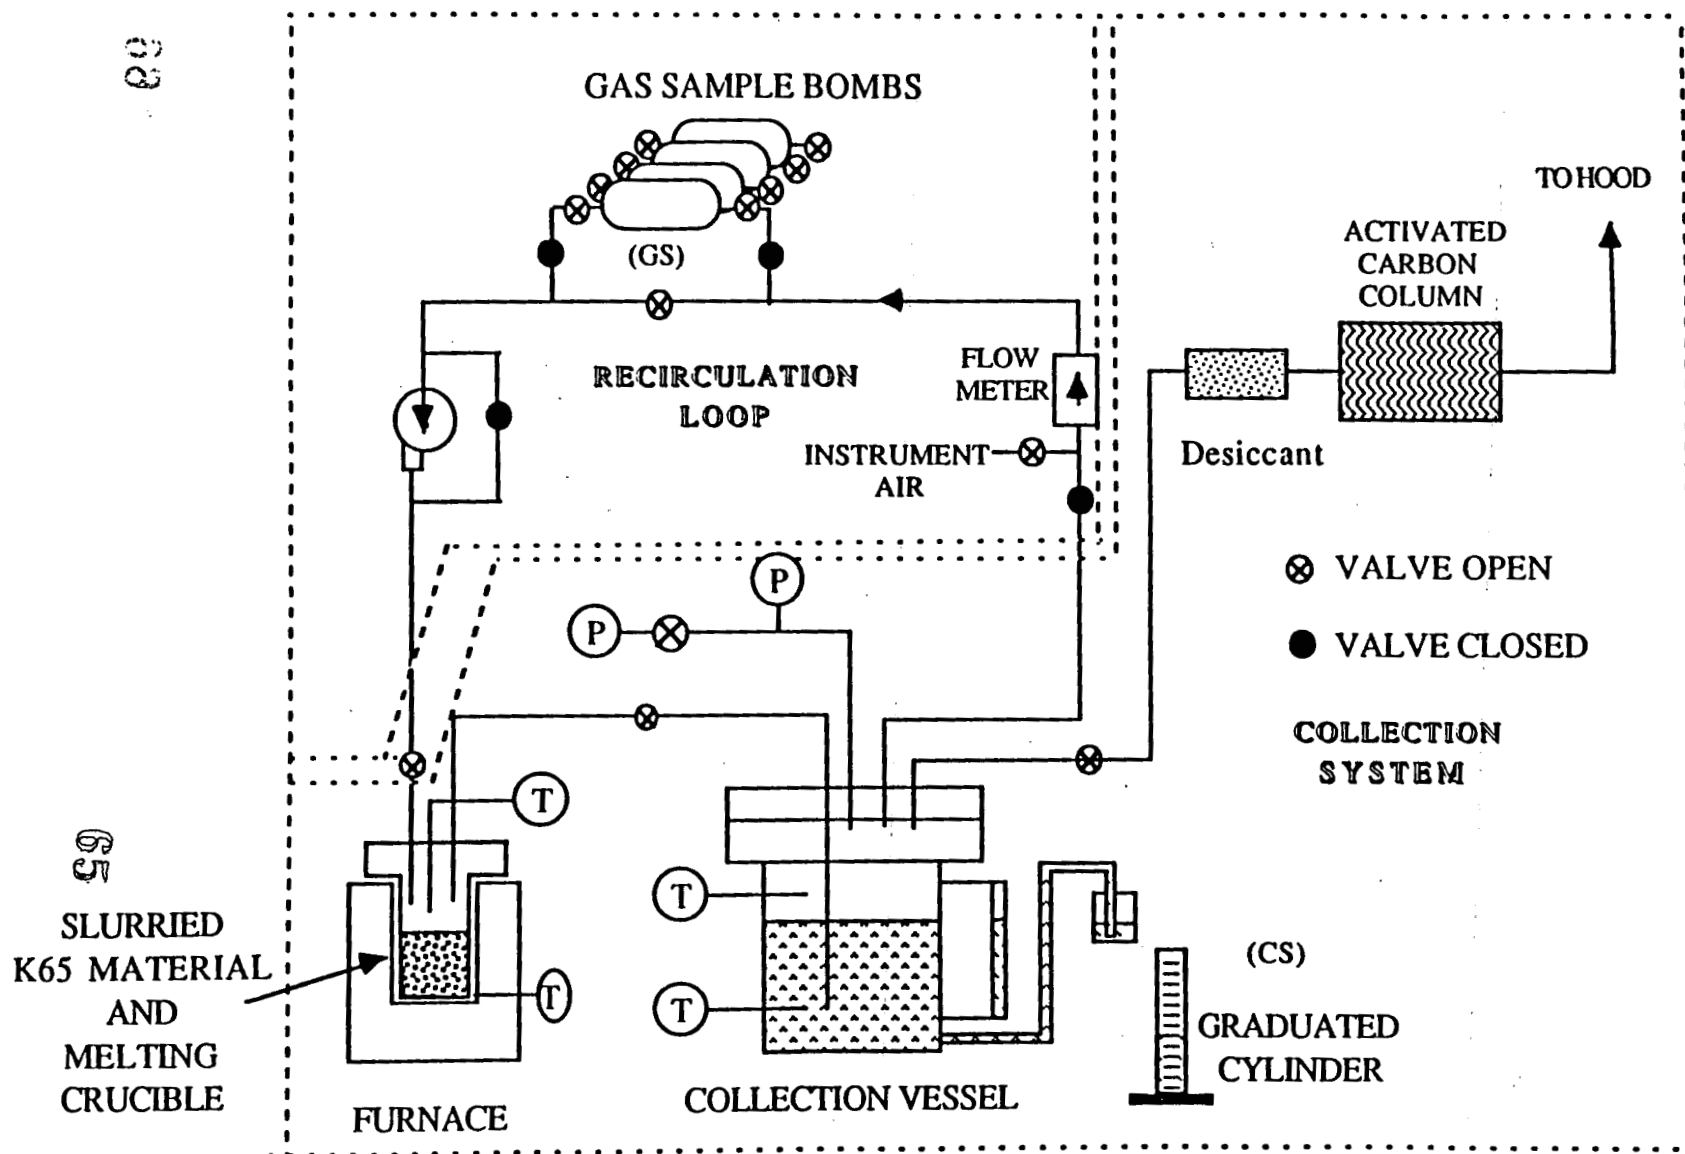 69
GAS SAMPLE BOMBS
(GS)
TO HOOD
ACTIVATED
CARBON
COLUMN
RECIRCULATION
LOOP
FLOW
METER
INSTRUMENT
AIR
Desiccant
P
P
VALVE OPEN
VALVE CLOSED
COLLECTION
SYSTEM
T
T
T
T
65
SLURRIED
K65 MATERIAL
AND
MELTING
CRUCIBLE
FURNACE
COLLECTION VESSEL
(CS)
GRADUATED
CYLINDER